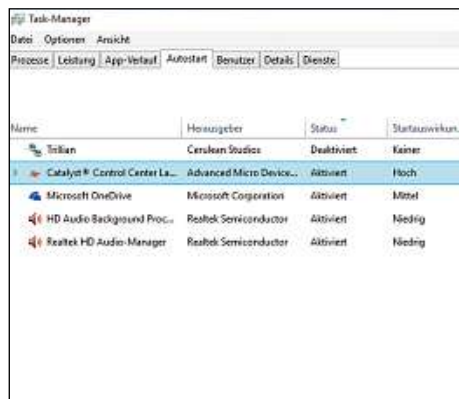 Task-Manager
Datei Optionen Ansicht
Prozesse Leistung App-Verlauf Autostart Benutzer Details Dienste
Name Herausgeber Status Startauswirkun...
Trillian Cerulean Studios Deaktiviert Keiner
Catalyst® Control Center La... Advanced Micro Device... Aktiviert Hoch
Microsoft OneDrive Microsoft Corporation Aktiviert Mittel
HD Audio Background Proc... Realtek Semiconductor Aktiviert Niedrig
Realtek HD Audio-Manager Realtek Semiconductor Aktiviert Niedrig